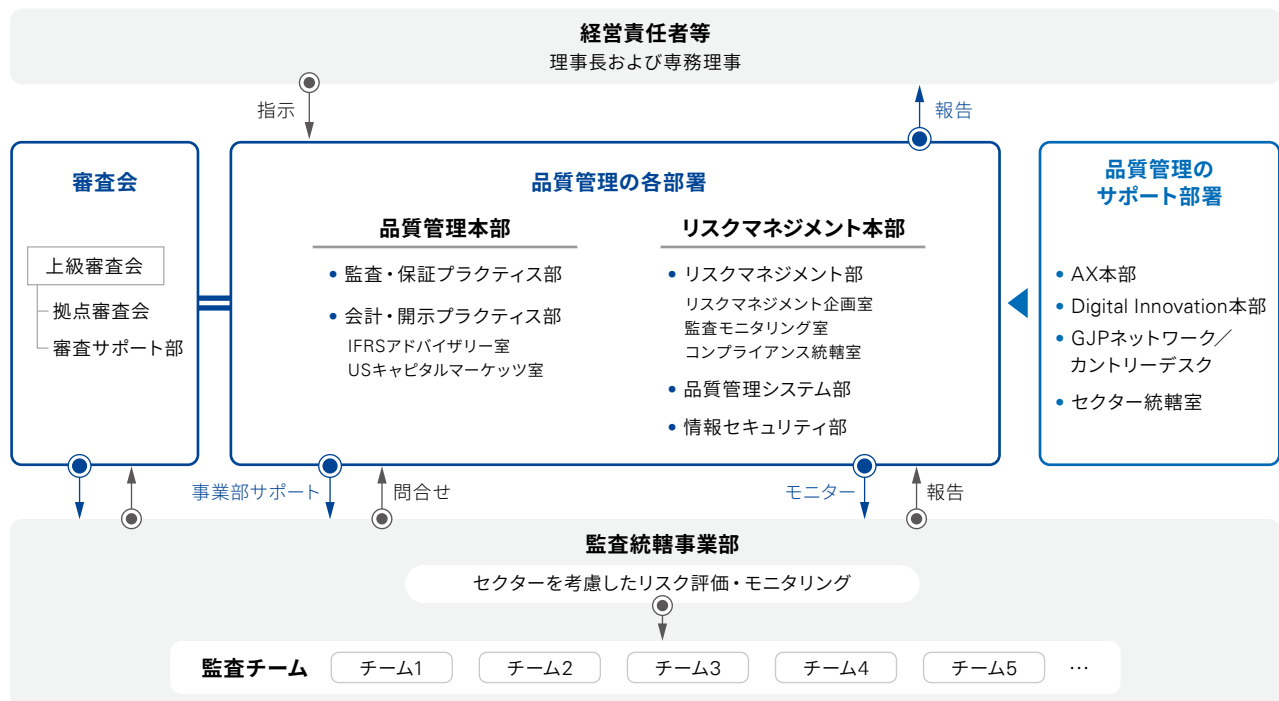 経営責任者等
理事長および専務理事
指示
報告
審査会
上級審査会
拠点審査会
審査サポート部
品質管理の各部署
品質管理本部
• 監査・保証プラクティス部
• 会計・開示プラクティス部
IFRSアドバイザリー室
USキャピタルマーケッツ室
リスクマネジメント本部
• リスクマネジメント部
リスクマネジメント企画室
監査モニタリング室
コンプライアンス統轄室
• 品質管理システム部
• 情報セキュリティ部
品質管理の
サポート部署
• AX本部
• Digital Innovation本部
• GJPネットワーク／
カントリーデスク
• セクター統轄室
事業部サポート
問合せ
モニター
報告
監査統轄事業部
セクターを考慮したリスク評価・モニタリング
監査チーム
チーム1
チーム2
チーム3
チーム4
チーム5
…